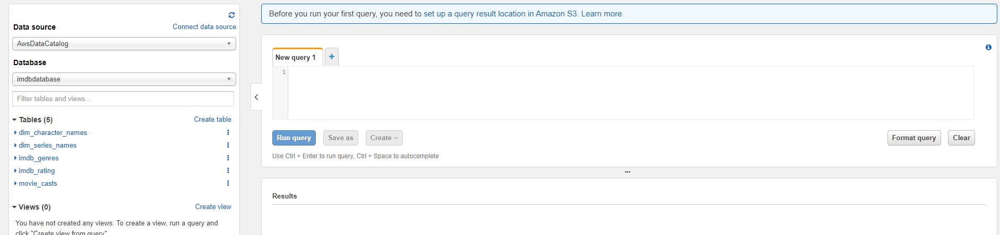 Data source
Connect data source
AwsDataCatalog
Database
imdbdatabase
Filter tables and views...
Tables (5)
Create table
dim_character_names
dim_series_names
imdb_genres
imdb_rating
movie_casts
Views (0)
Create view
You have not created any views. To create a view, run a query and
click "Create view from query"
Before you run your first query, you need to set up a query result location in Amazon S3. Learn more
New query 1
1
Run query
Save as
Create
Format query
Clear
Use Ctrl + Enter to run query, Ctrl + Space to autocomplete
Results